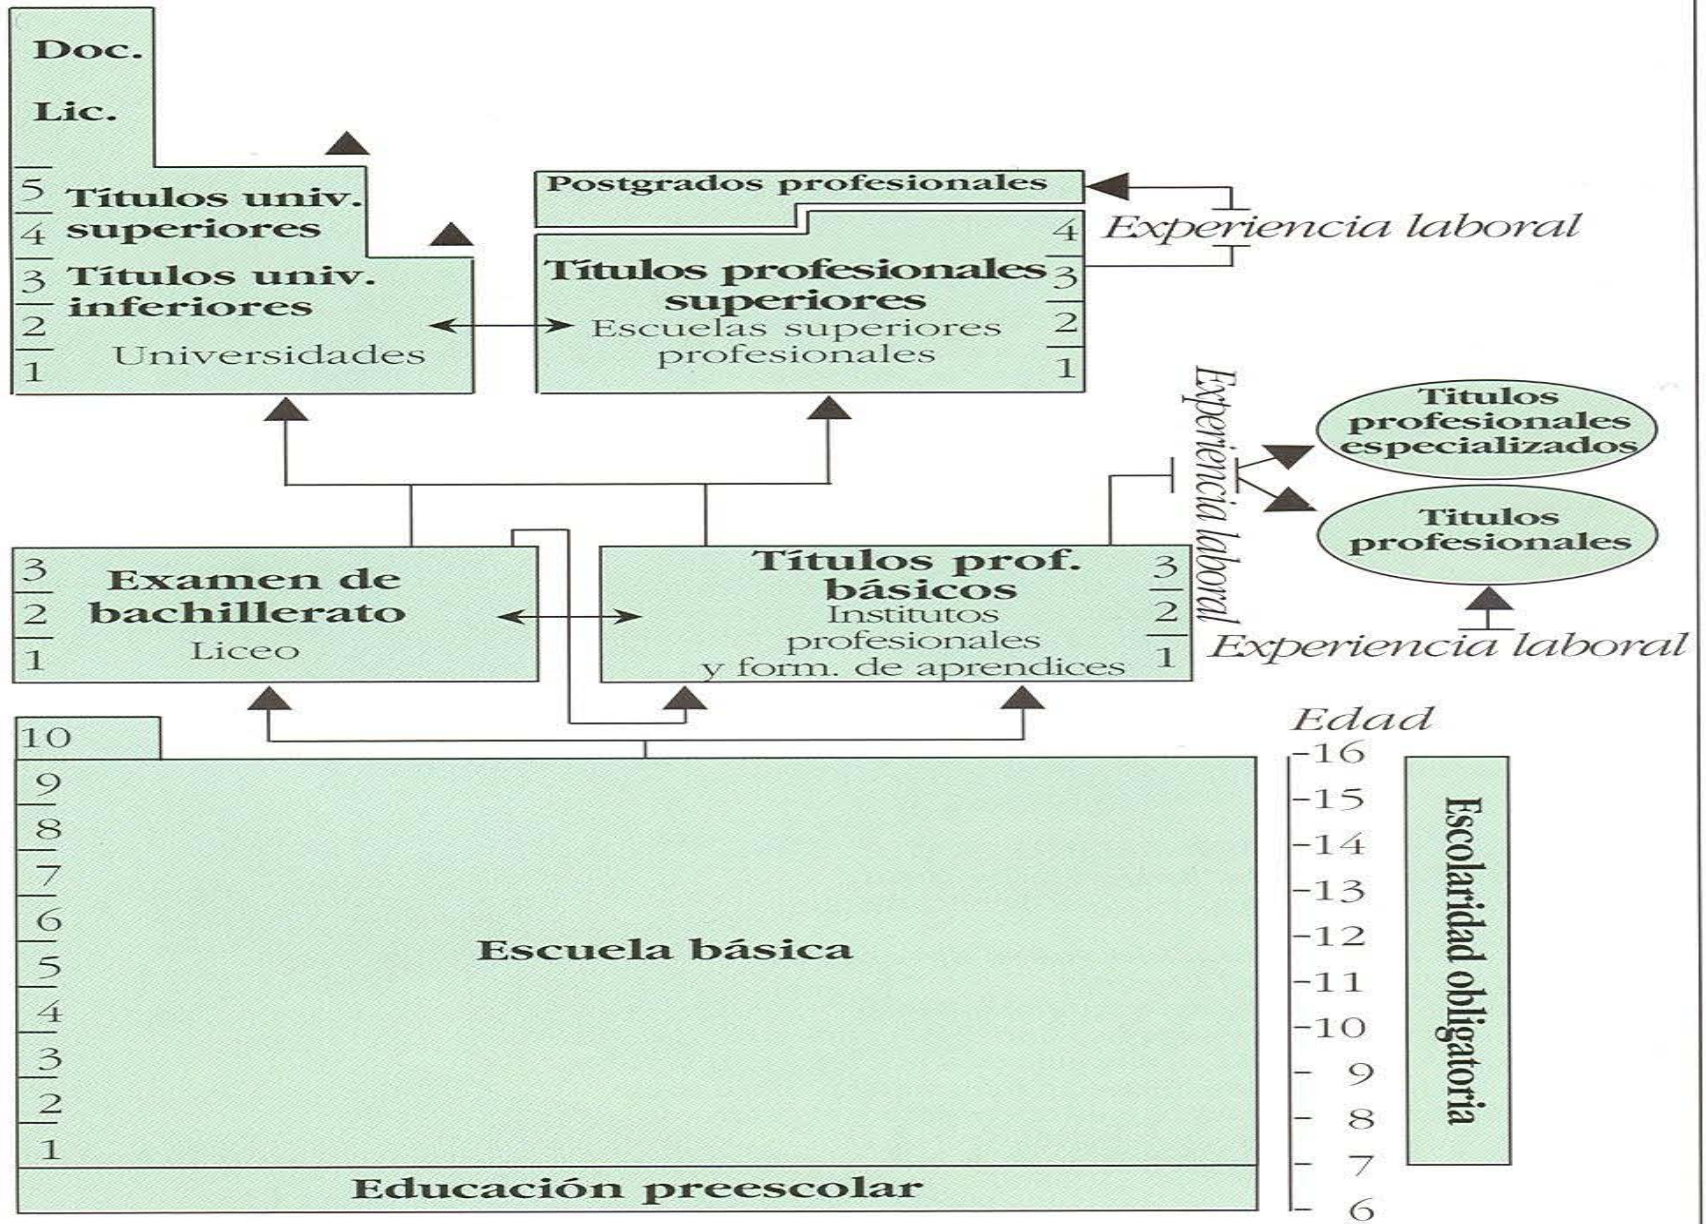 Doc.
Lic.
5
4
3
2
1
Títulos univ.
superiores
Títulos univ.
inferiores
Universidades
Postgrados profesionales
Títulos profesionales
superiores
Escuelas superiores
profesionales
4
3
2
1
Experiencia laboral
Experiencia laboral
Titulos
profesionales
especializados
Titulos
profesionales
Experiencia laboral
3
2
1
Examen de
bachillerato
Liceo
Títulos prof.
básicos
Institutos
profesionales
y form. de aprendices
3
2
1
10
9
8
7
6
5
4
3
2
1
Escuela básica
Educación preescolar
Edad
-16
-15
-14
-13
-12
-11
-10
- 9
- 8
- 7
- 6
Escolaridad obligatoria